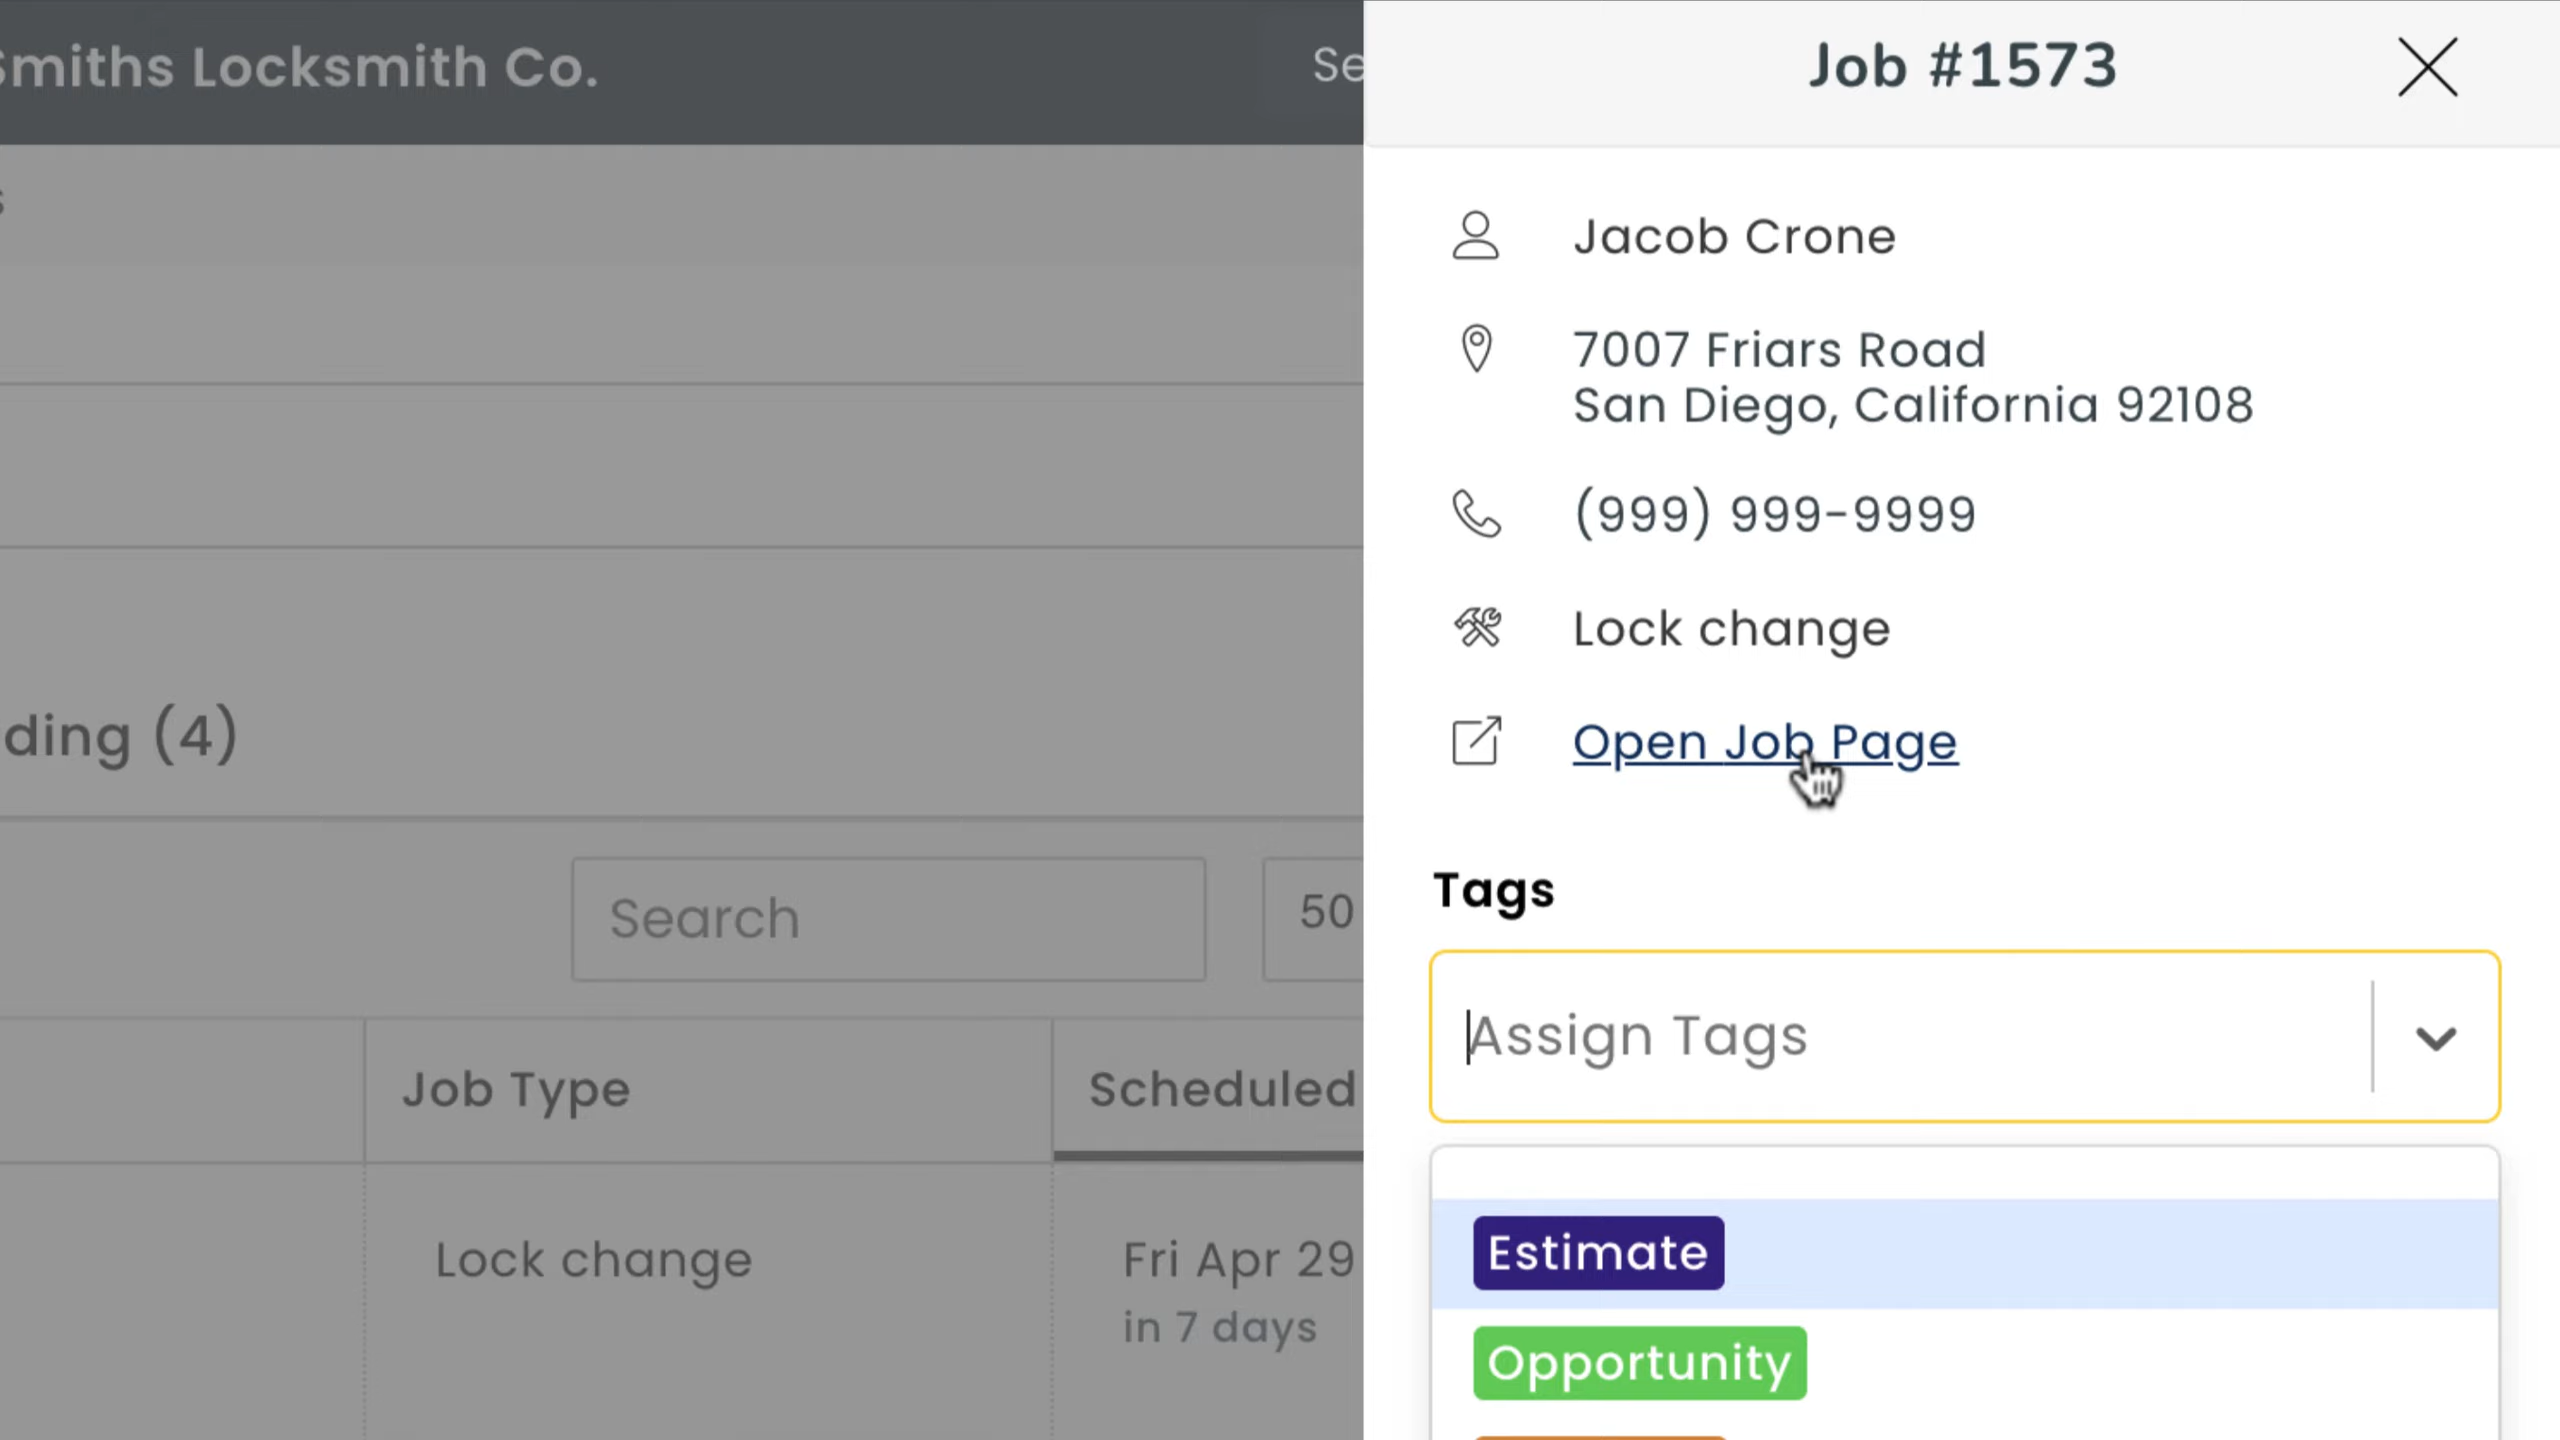 Smiths Locksmith Co.
Se
Job #1573
s
Jacob Crone
7007 Friars Road
San Diego, California 92108
(999) 999-9999
Lock change
Open Job Page
ding (4)
Tags
Search
50
Assign Tags
Job Type
Scheduled
Lock change
Fri Apr 29
in 7 days
Estimate
Opportunity